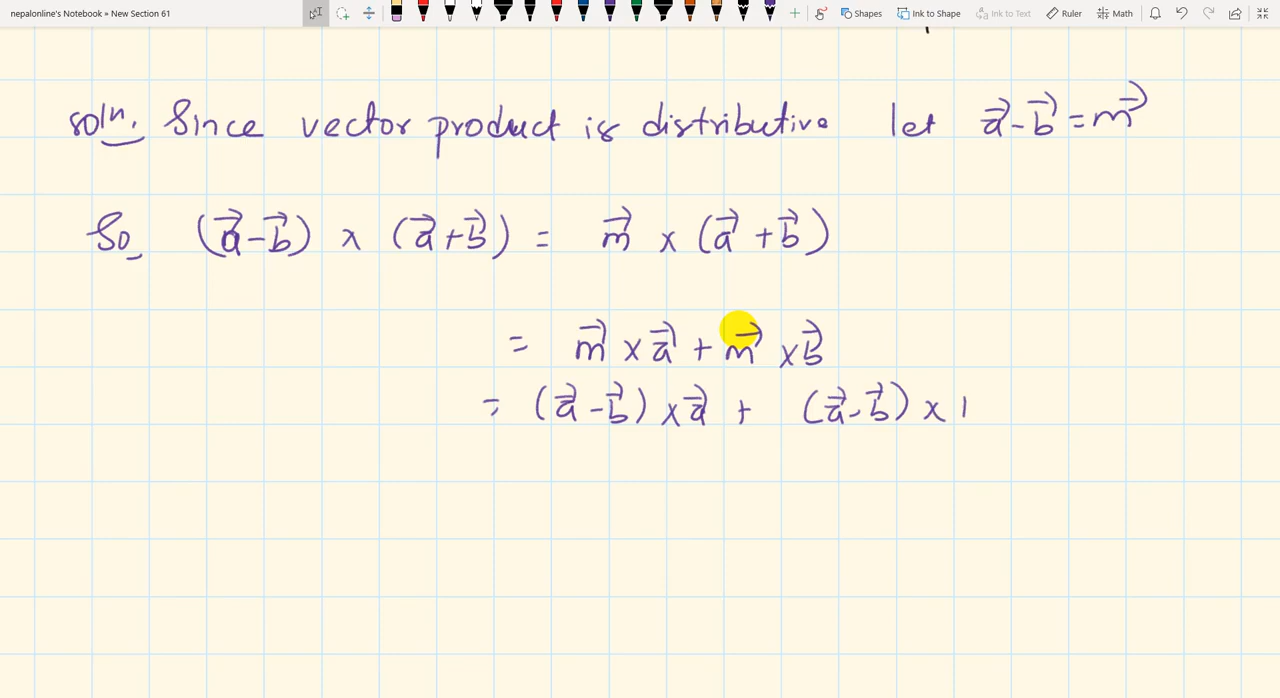 nepalonline's Notebook » New Section 61
Shapes Ink to Shape Ink to Text Ruler Math
soln. Since vector product is distributive let a⃗ - b⃗ = m⃗
So (a⃗ - b⃗) × (a⃗ + b⃗) = m⃗ × (a⃗ + b⃗)
= m⃗ × a⃗ + m⃗ × b⃗
= (a⃗ - b⃗) × a⃗ + (a⃗ - b⃗) ×